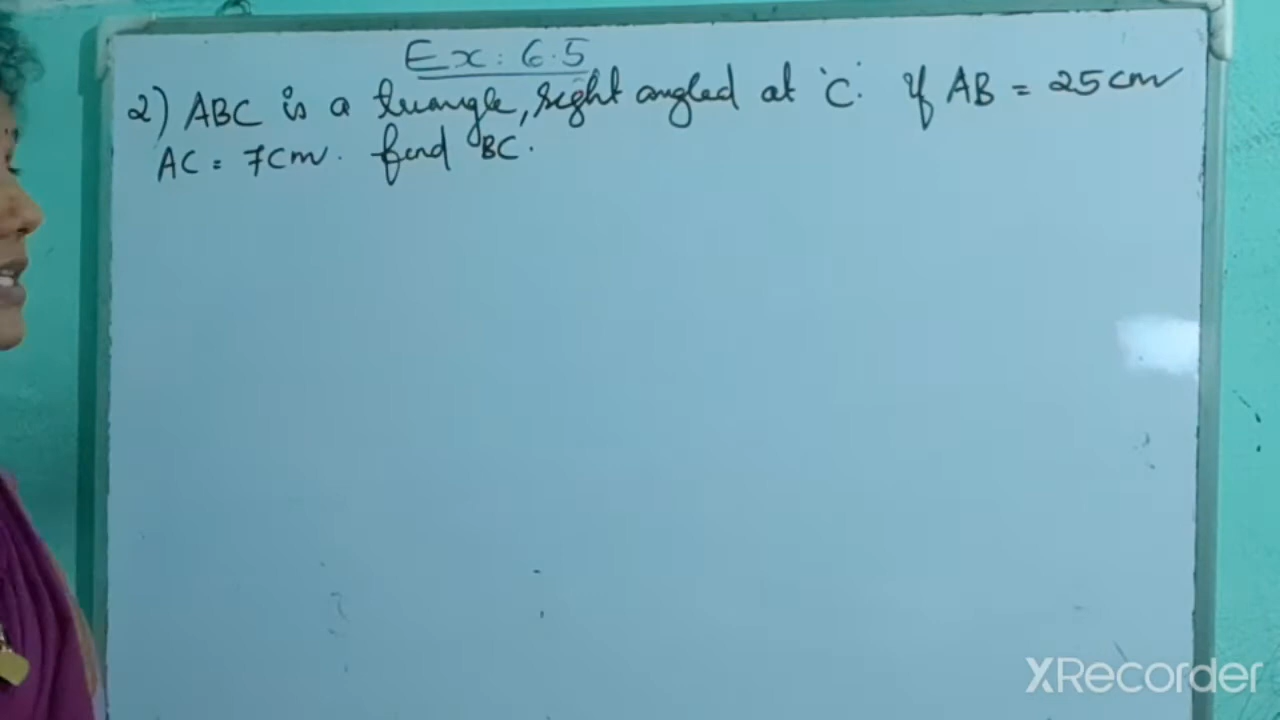 Ex: 6.5
2) ABC is a triangle, right angled at 'C'. If AB = 25cm
AC = 7cm. find BC.
XRecorder